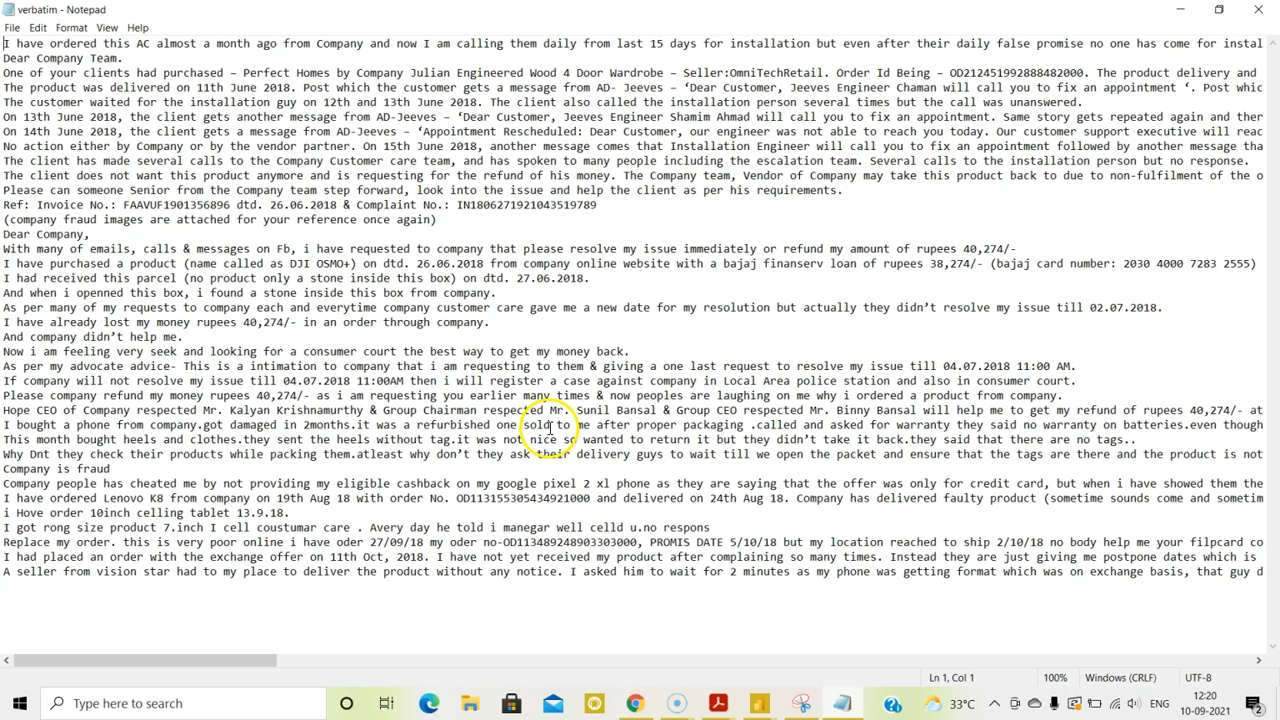 verbatim - Notepad
File Edit Format View Help
I have ordered this AC almost a month ago from Company and now I am calling them daily from last 15 days for installation but even after their daily false promise no one has come for instal
Dear Company Team.
One of your clients had purchased – Perfect Homes by Company Julian Engineered Wood 4 Door Wardrobe – Seller:OmniTechRetail. Order Id Being – OD212451992888482000. The product delivery and
The product was delivered on 11th June 2018. Post which the customer gets a message from AD- Jeeves – ‘Dear Customer, Jeeves Engineer Chaman will call you to fix an appointment ‘. Post whic
The customer waited for the installation guy on 12th and 13th June 2018. The client also called the installation person several times but the call was unanswered.
On 13th June 2018, the client gets another message from AD-Jeeves – ‘Dear Customer, Jeeves Engineer Shamim Ahmad will call you to fix an appointment. Same story gets repeated again and ther
On 14th June 2018, the client gets a message from AD-Jeeves – ‘Appointment Rescheduled: Dear Customer, our engineer was not able to reach you today. Our customer support executive will reac
No action either by Company or by the vendor partner. On 15th June 2018, another message comes that Installation Engineer will call you to fix an appointment followed by another message tha
The client has made several calls to the Company Customer care team, and has spoken to many people including the escalation team. Several calls to the installation person but no response.
The client does not want this product anymore and is requesting for the refund of his money. The Company team, Vendor of Company may take this product back to due to non-fulfilment of the o
Please can someone Senior from the Company team step forward, look into the issue and help the client as per his requirements.
Ref: Invoice No.: FAAVUF1901356896 dtd. 26.06.2018 & Complaint No.: IN1806271921043519789
(company fraud images are attached for your reference once again)
Dear Company,
With many of emails, calls & messages on Fb, i have requested to company that please resolve my issue immediately or refund my amount of rupees 40,274/-
I have purchased a product (name called as DJI OSMO+) on dtd. 26.06.2018 from company online website with a bajaj finanserv loan of rupees 38,274/- (bajaj card number: 2030 4000 7283 2555)
I had received this parcel (no product only a stone inside this box) on dtd. 27.06.2018.
And when i openned this box, i found a stone inside this box from company.
As per many of my requests to company each and everytime company customer care gave me a new date for my resolution but actually they didn’t resolve my issue till 02.07.2018.
I have already lost my money rupees 40,274/- in an order through company.
And company didn’t help me.
Now i am feeling very seek and looking for a consumer court the best way to get my money back.
As per my advocate advice- This is a intimation to company that i am requesting to them & giving a one last request to resolve my issue till 04.07.2018 11:00 AM.
If company will not resolve my issue till 04.07.2018 11:00AM then i will register a case against company in Local Area police station and also in consumer court.
Please company refund my money rupees 40,274/- as i am requesting you earlier many times & now peoples are laughing on me why i ordered a product from company.
Hope CEO of Company respected Mr. Kalyan Krishnamurthy & Group Chairman respected Mr. Sunil Bansal & Group CEO respected Mr. Binny Bansal will help me to get my refund of rupees 40,274/- at
I bought a phone from company.got damaged in 2months.it was a refurbished one sold to me after proper packaging .called and asked for warranty they said no warranty on batteries.even though
This month bought heels and clothes.they sent the heels without tag.it was not nice so wanted to return it but they didn’t take it back.they said that there are no tags..
Why Dnt they check their products while packing them.atleast why don’t they ask their delivery guys to wait till we open the packet and ensure that the tags are there and the product is not
Company is fraud
Company people has cheated me by not providing my eligible cashback on my google pixel 2 xl phone as they are saying that the offer was only for credit card, but when i have showed them the
I have ordered Lenovo K8 from company on 19th Aug 18 with order No. OD113155305434921000 and delivered on 24th Aug 18. Company has delivered faulty product (sometime sounds come and sometim
i Hove order 10inch celling tablet 13.9.18.
I got rong size product 7.inch I cell coustumar care . Avery day he told i manegar well celld u.no respons
Replace my order. this is very poor online i have oder 27/09/18 my oder no-OD113489248903303000, PROMIS DATE 5/10/18 but my location reached to ship 2/10/18 no body help me your filpcard co
I had placed an order with the exchange offer on 11th Oct, 2018. I have not yet received my product after complaining so many times. Instead they are just giving me postpone dates which is
A seller from vision star had to my place to deliver the product without any notice. I asked him to wait for 2 minutes as my phone was getting format which was on exchange basis, that guy d
Ln 1, Col 1 100% Windows (CRLF) UTF-8
Type here to search
33°C ENG 12:20 10-09-2021 2